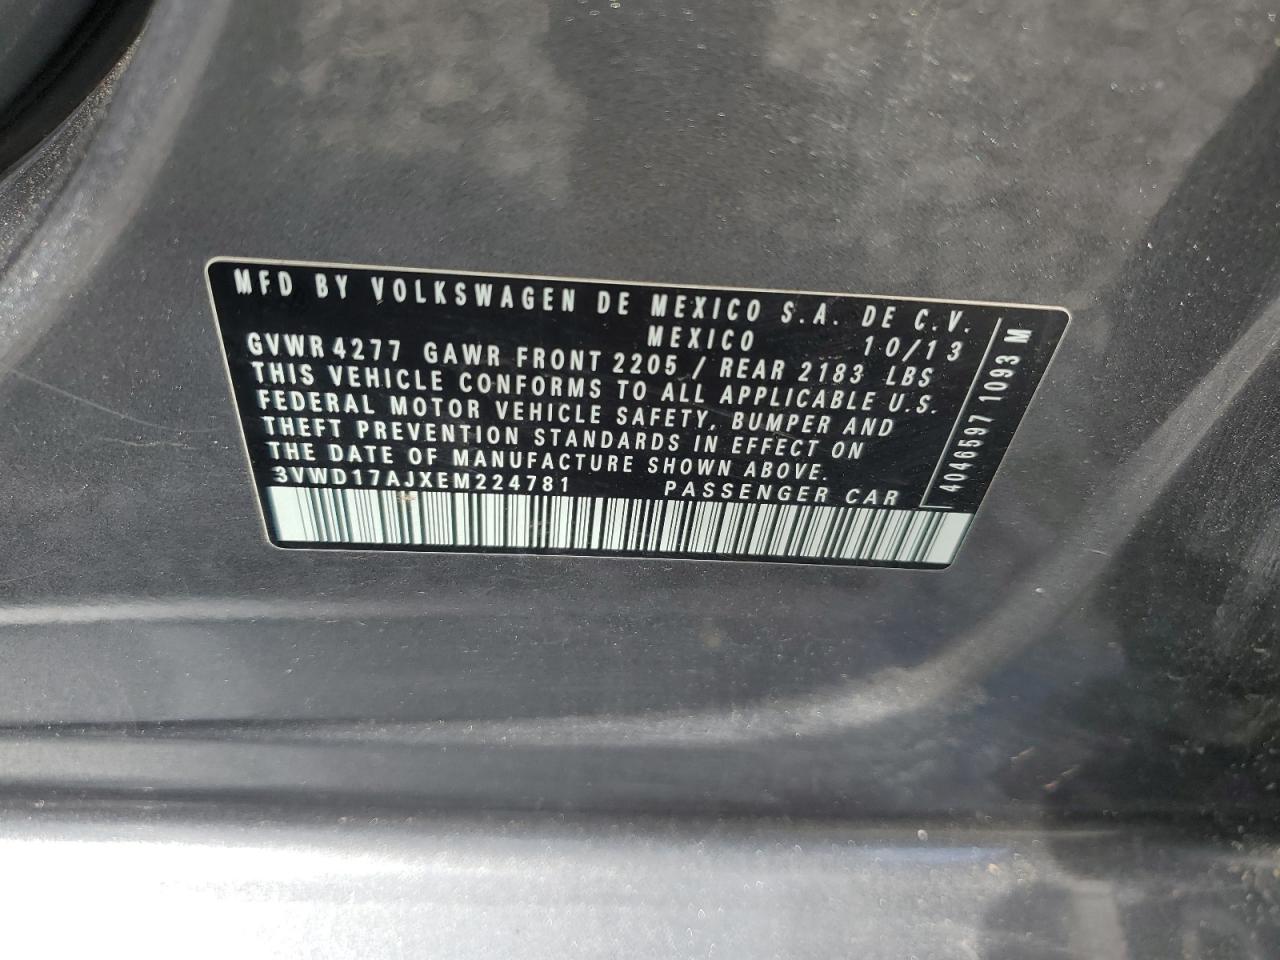 MFD BY VOLKSWAGEN DE MEXICO S.A. DE C.V.
MEXICO 10/13
GVWR 4277 GAWR FRONT 2205 / REAR 2183 LBS
THIS VEHICLE CONFORMS TO ALL APPLICABLE U.S.
FEDERAL MOTOR VEHICLE SAFETY, BUMPER AND
THEFT PREVENTION STANDARDS IN EFFECT ON
THE DATE OF MANUFACTURE SHOWN ABOVE.
3VWD17AJXEM224781 PASSENGER CAR
4046597 1093 M